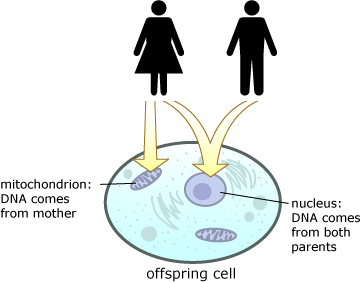 mitochondrion:
DNA comes
from mother
nucleus:
DNA comes
from both
parents
offspring cell